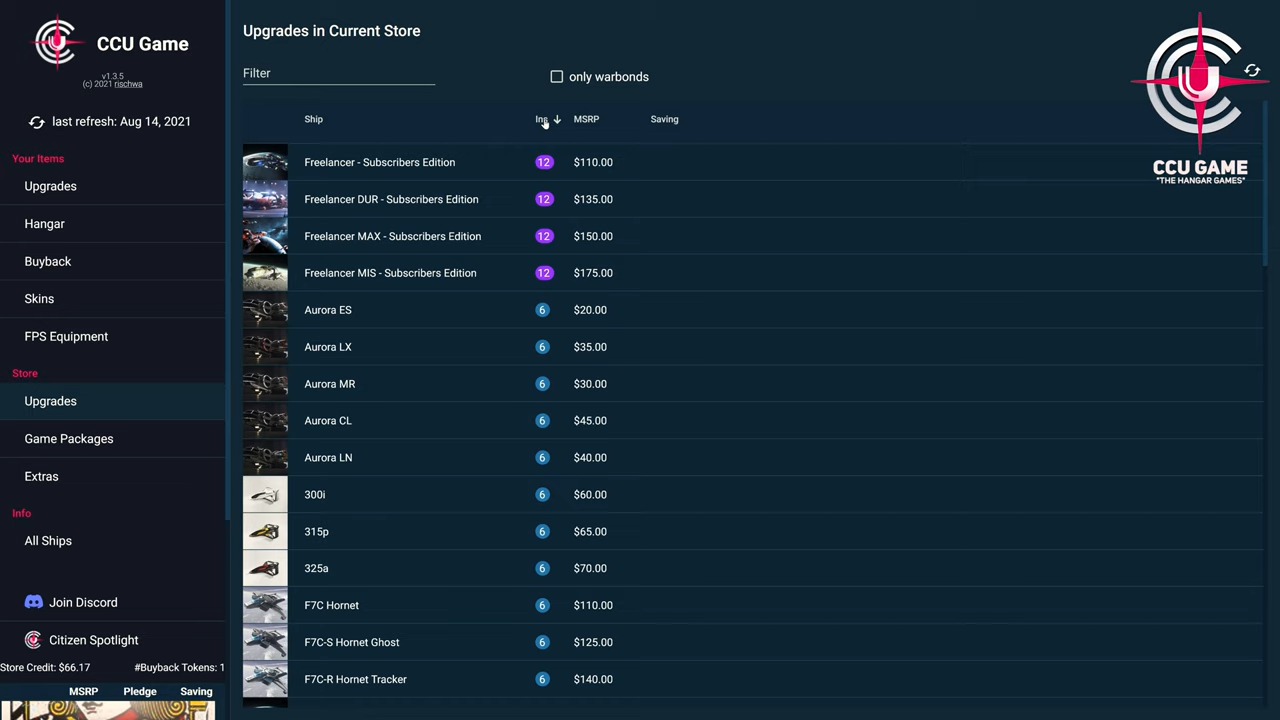 CCU Game
v1.3.5
(c) 2021 rischwa
last refresh: Aug 14, 2021
Your Items
Upgrades
Hangar
Buyback
Skins
FPS Equipment
Store
Upgrades
Game Packages
Extras
Info
All Ships
Join Discord
Citizen Spotlight
Store Credit: $66.17 #Buyback Tokens: 1
MSRP Pledge Saving
Upgrades in Current Store
Filter
only warbonds
CCU GAME
"THE HANGAR GAMES"
Ship Ins MSRP Saving
Freelancer - Subscribers Edition 12 $110.00
Freelancer DUR - Subscribers Edition 12 $135.00
Freelancer MAX - Subscribers Edition 12 $150.00
Freelancer MIS - Subscribers Edition 12 $175.00
Aurora ES 6 $20.00
Aurora LX 6 $35.00
Aurora MR 6 $30.00
Aurora CL 6 $45.00
Aurora LN 6 $40.00
300i 6 $60.00
315p 6 $65.00
325a 6 $70.00
F7C Hornet 6 $110.00
F7C-S Hornet Ghost 6 $125.00
F7C-R Hornet Tracker 6 $140.00